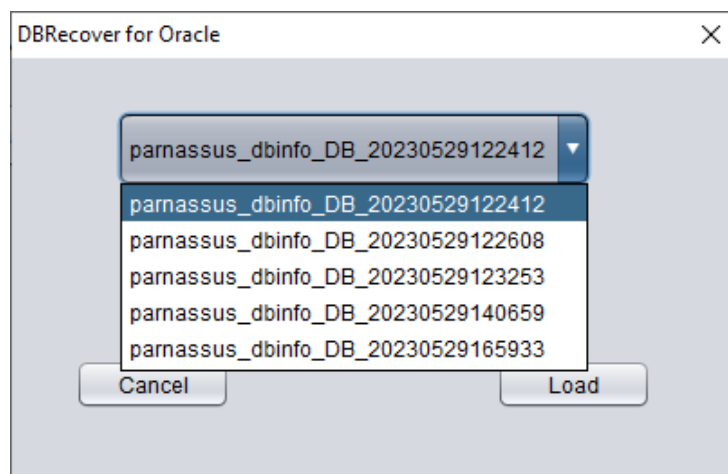 DBRecover for Oracle
parnassus_dbinfo_DB_20230529122412
parnassus_dbinfo_DB_20230529122412
parnassus_dbinfo_DB_20230529122608
parnassus_dbinfo_DB_20230529123253
parnassus_dbinfo_DB_20230529140659
parnassus_dbinfo_DB_20230529165933
Cancel Load